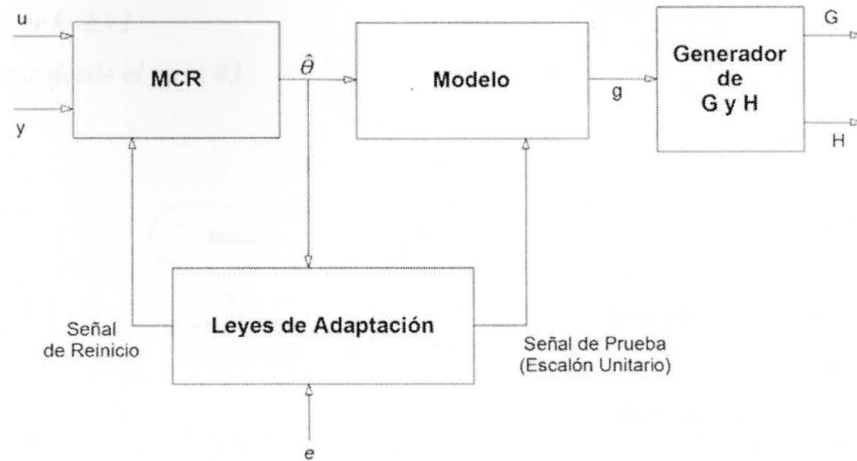 u
y
MCR
θ̂
Modelo
g
Generador
de
G y H
G
H
Leyes de Adaptación
Señal
de Reinicio
Señal de Prueba
(Escalón Unitario)
e